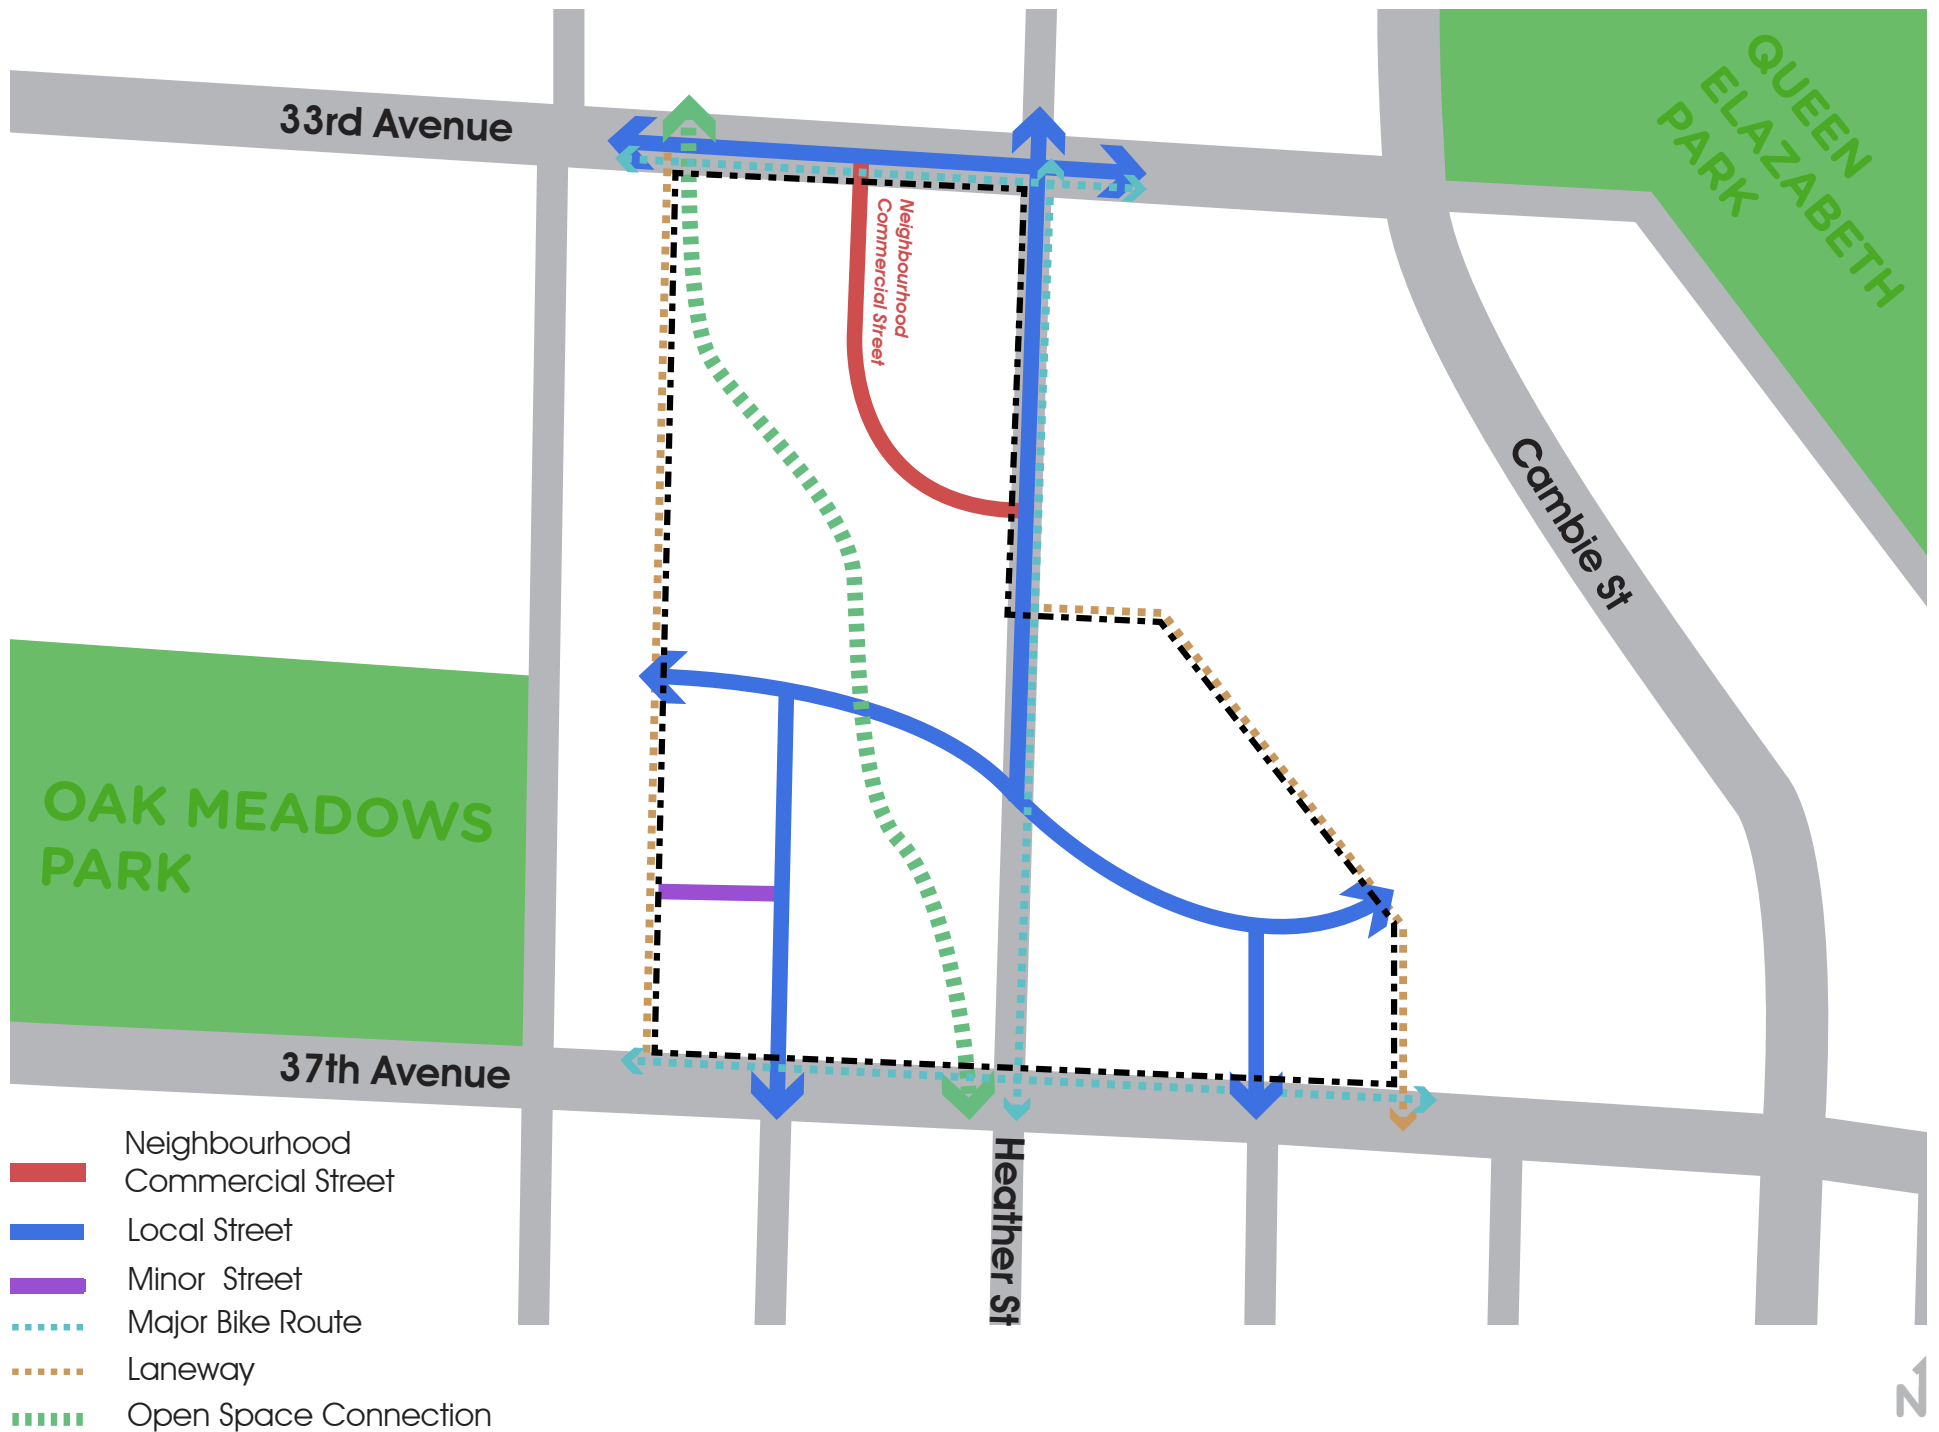 33rd Avenue
QUEEN
ELAZABETH
PARK
Neighbourhood
Commercial Street
Cambie St
OAK MEADOWS
PARK
37th Avenue
Heather St
Neighbourhood
Commercial Street
Local Street
Minor Street
Major Bike Route
Laneway
Open Space Connection
N